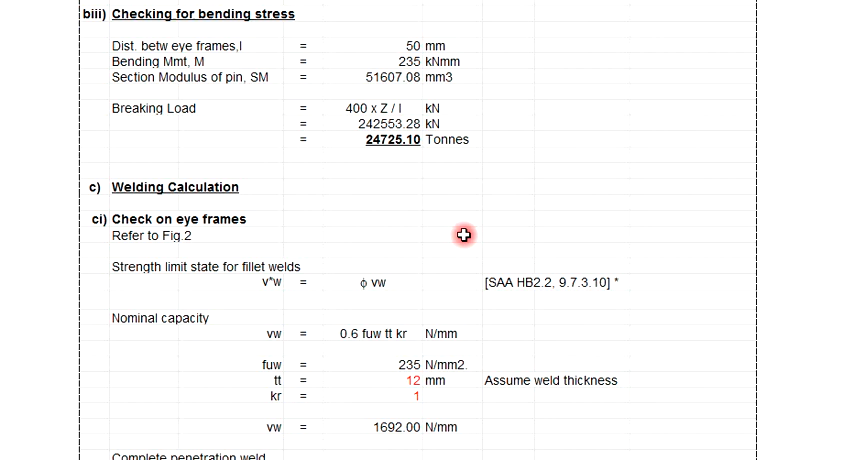 biii) Checking for bending stress
Dist. betw eye frames,l = 50 mm
Bending Mmt, M = 235 kNmm
Section Modulus of pin, SM = 51607.08 mm3
Breaking Load = 400 x Z / l kN
= 242553.28 kN
= 24725.10 Tonnes
c) Welding Calculation
ci) Check on eye frames
Refer to Fig.2
Strength limit state for fillet welds
v*w = ϕ vw [SAA HB2.2, 9.7.3.10] *
Nominal capacity
vw = 0.6 fuw tt kr N/mm
fuw = 235 N/mm2.
tt = 12 mm Assume weld thickness
kr = 1
vw = 1692.00 N/mm
Complete penetration weld